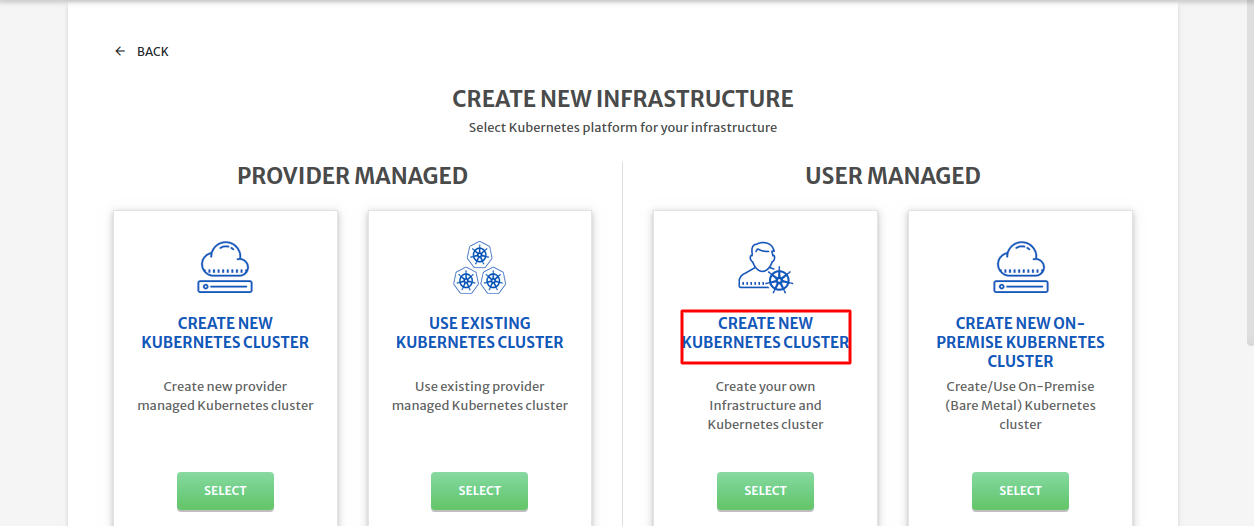 BACK
CREATE NEW INFRASTRUCTURE
Select Kubernetes platform for your infrastructure
PROVIDER MANAGED
CREATE NEW
KUBERNETES CLUSTER
Create new provider
managed Kubernetes cluster
SELECT
USE EXISTING
KUBERNETES CLUSTER
Use existing provider
managed Kubernetes cluster
SELECT
USER MANAGED
CREATE NEW
KUBERNETES CLUSTER
Create your own
Infrastructure and
Kubernetes cluster
SELECT
CREATE NEW ON-
PREMISE KUBERNETES
CLUSTER
Create/Use On-Premise
(Bare Metal) Kubernetes
cluster
SELECT